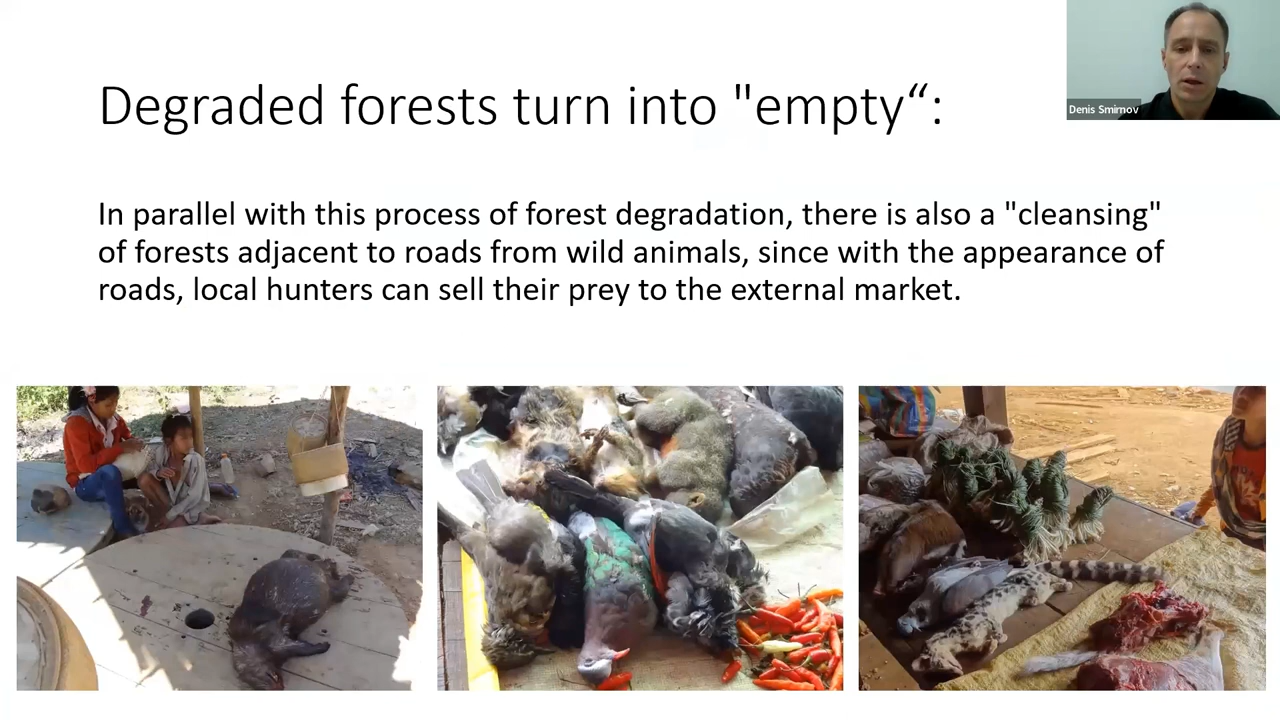 Degraded forests turn into "empty“:
Denis Smirnov
In parallel with this process of forest degradation, there is also a "cleansing"
of forests adjacent to roads from wild animals, since with the appearance of
roads, local hunters can sell their prey to the external market.